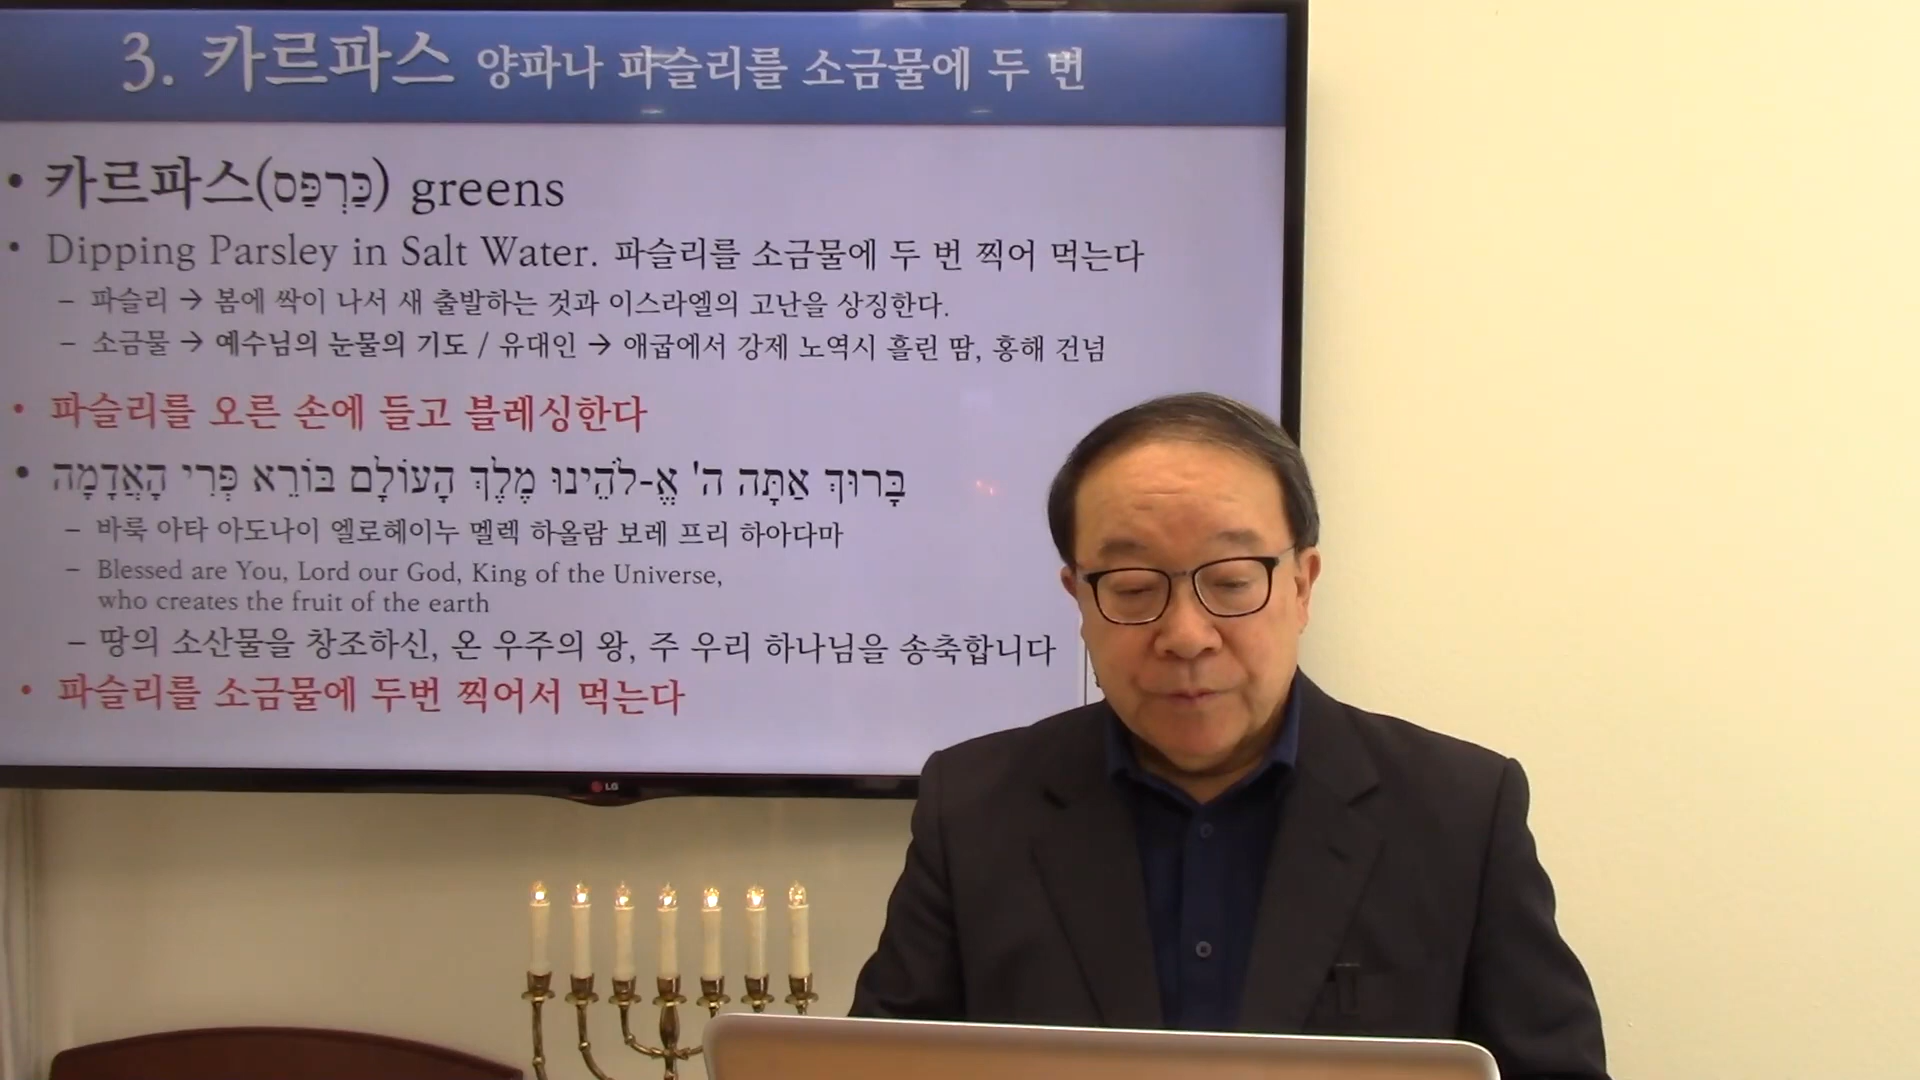 3. 카르파스 양파나 파슬리를 소금물에 두 번
• 카르파스(כַּרְפַּס) greens
• Dipping Parsley in Salt Water. 파슬리를 소금물에 두 번 찍어 먹는다
– 파슬리 → 봄에 싹이 나서 새 출발하는 것과 이스라엘의 고난을 상징한다.
– 소금물 → 예수님의 눈물의 기도 / 유대인 → 애굽에서 강제 노역시 흘린 땀, 홍해 건넘
• 파슬리를 오른 손에 들고 블레싱한다
• בָּרוּךְ אַתָּה ה' אֱ-לֹהֵינוּ מֶלֶךְ הָעוֹלָם בּוֹרֵא פְּרִי הָאֲדָמָה
– 바룩 아타 아도나이 엘로헤이누 멜렉 하올람 보레 프리 하아다마
– Blessed are You, Lord our God, King of the Universe,
who creates the fruit of the earth
– 땅의 소산물을 창조하신, 온 우주의 왕, 주 우리 하나님을 송축합니다
• 파슬리를 소금물에 두번 찍어서 먹는다
LG